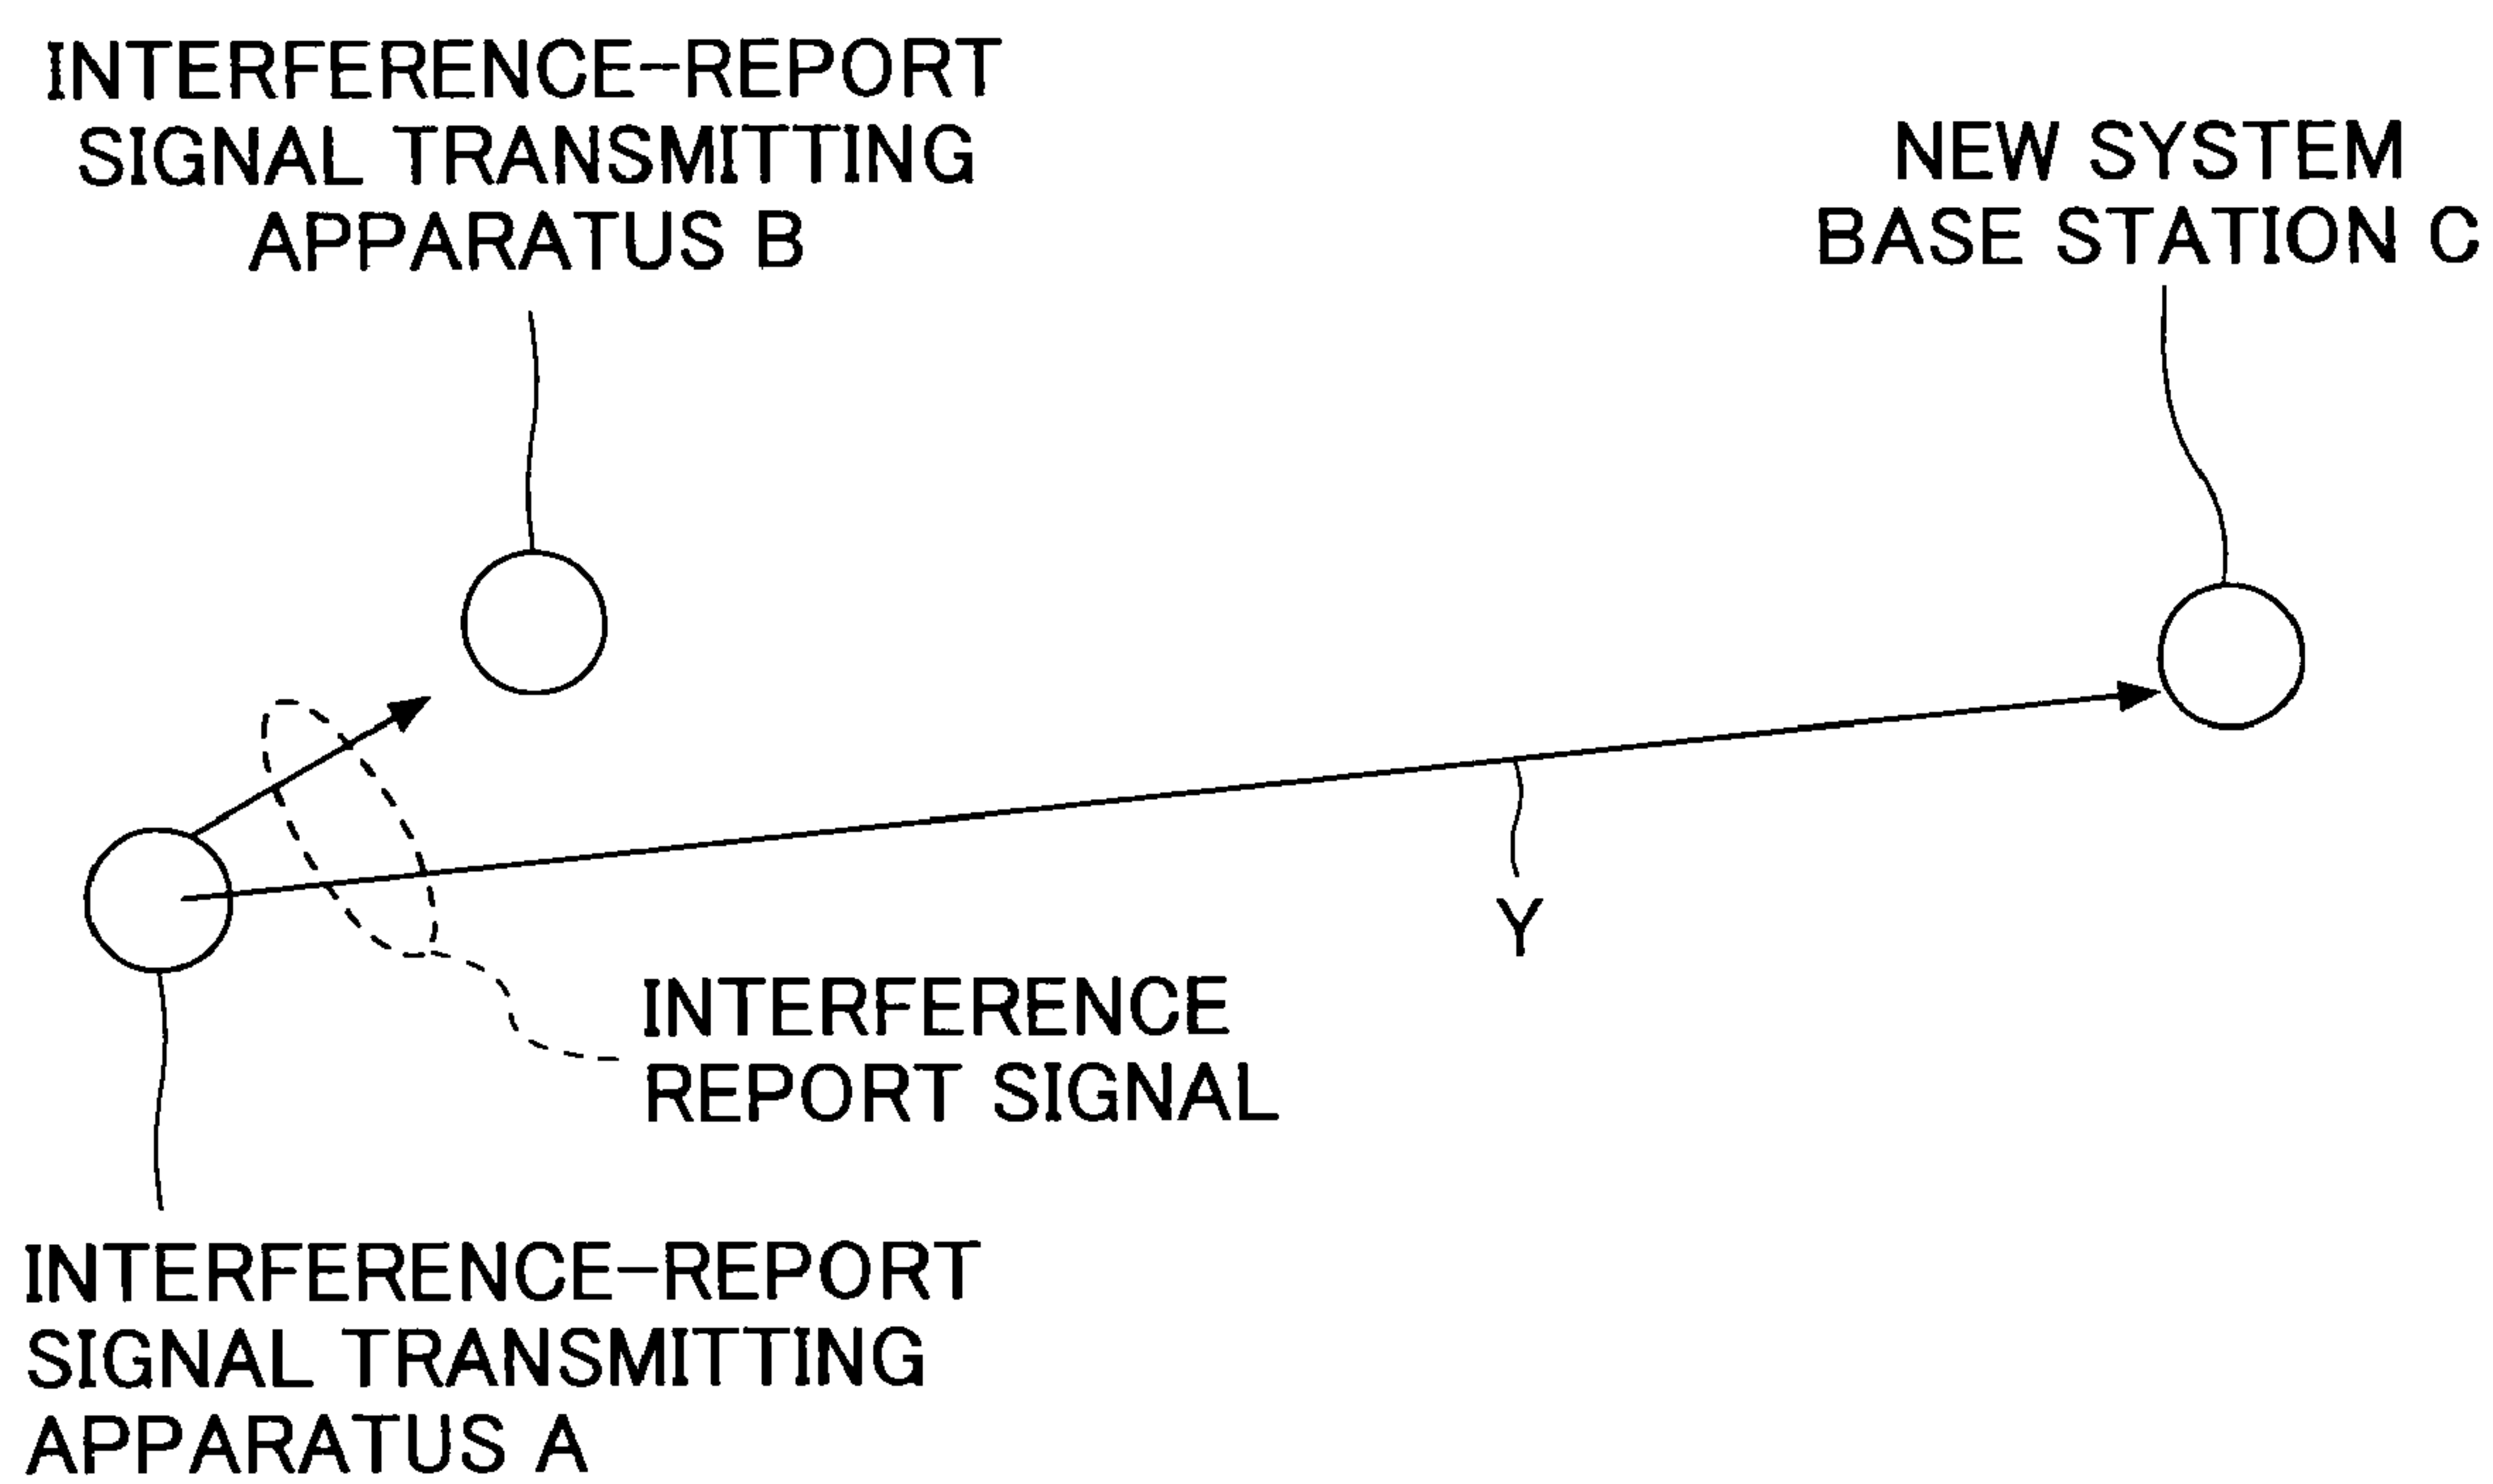 INTERFERENCE-REPORT
SIGNAL TRANSMITTING
APPARATUS B
NEW SYSTEM
BASE STATION C
Y
INTERFERENCE
REPORT SIGNAL
INTERFERENCE-REPORT
SIGNAL TRANSMITTING
APPARATUS A